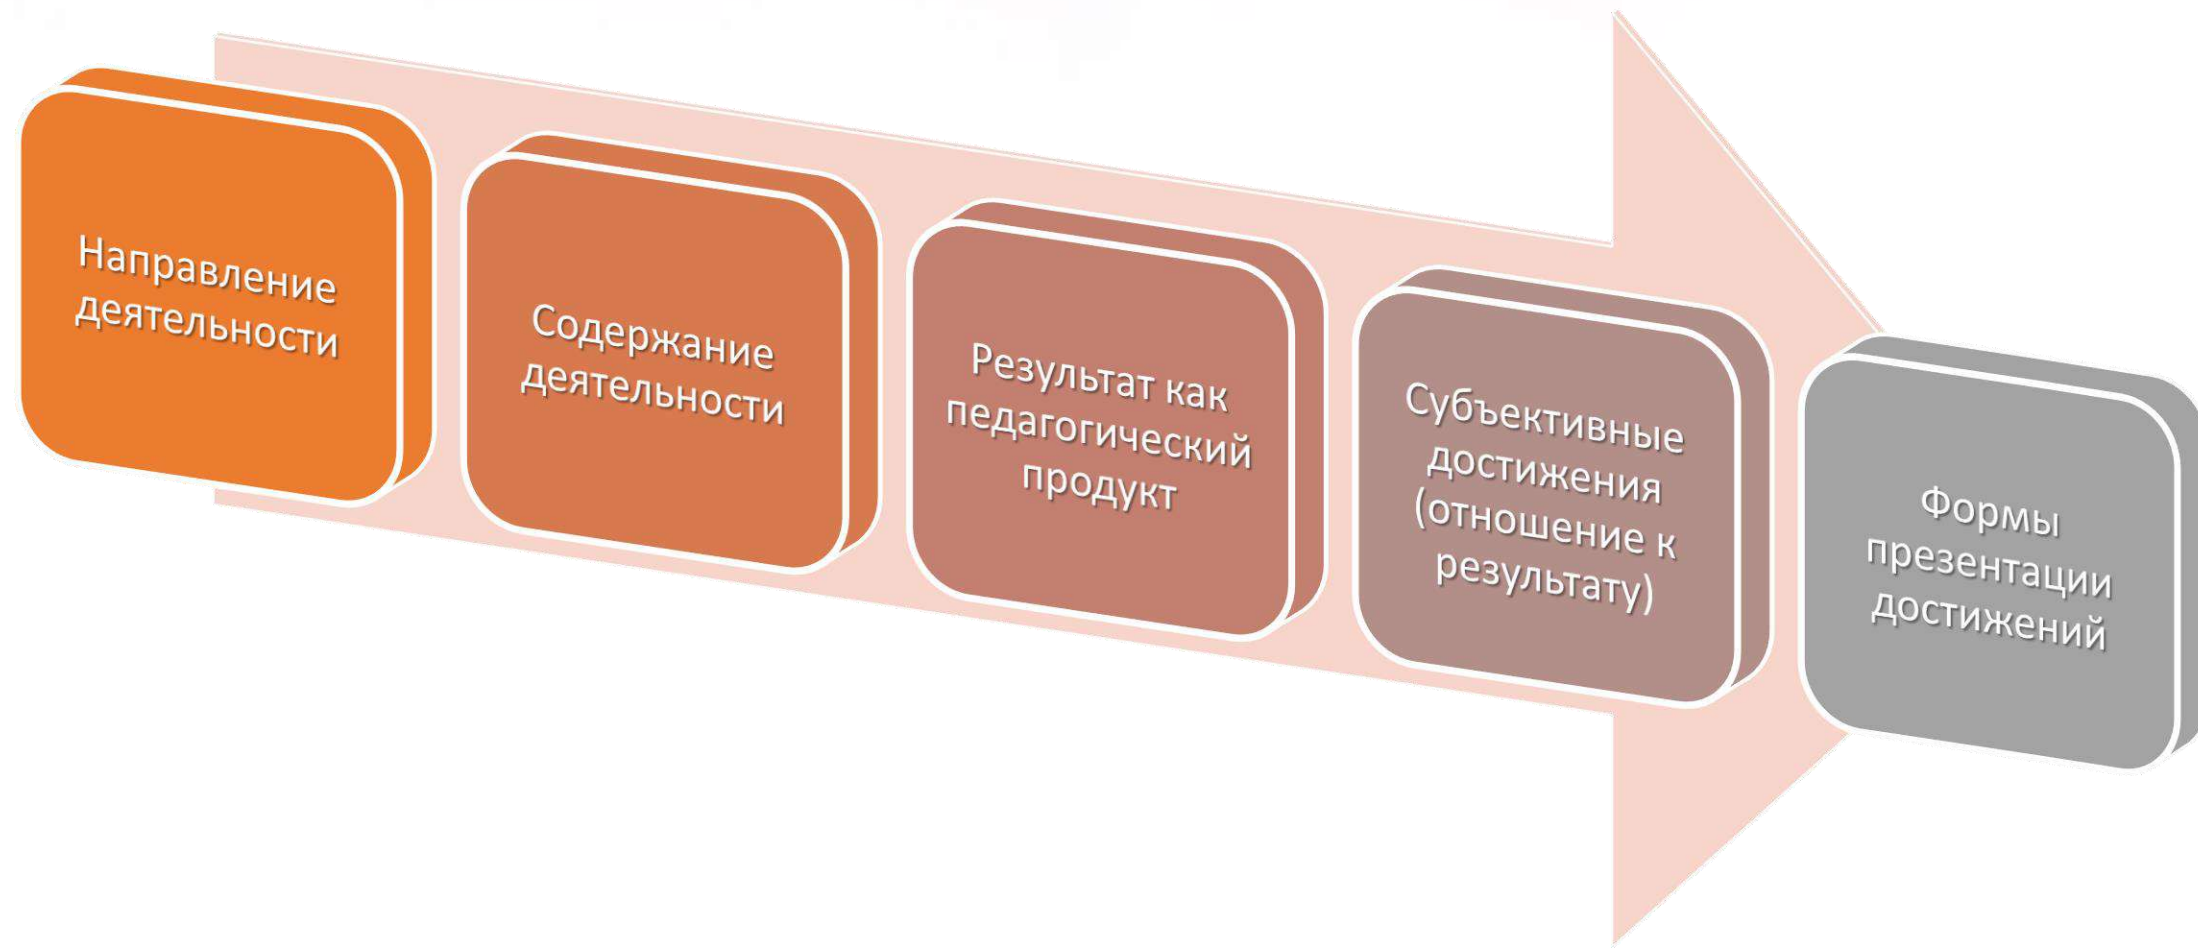 Направление
деятельности
Содержание
деятельности
Результат как
педагогический
продукт
Субъективные
достижения
(отношение к
результату)
Формы
презентации
достижений